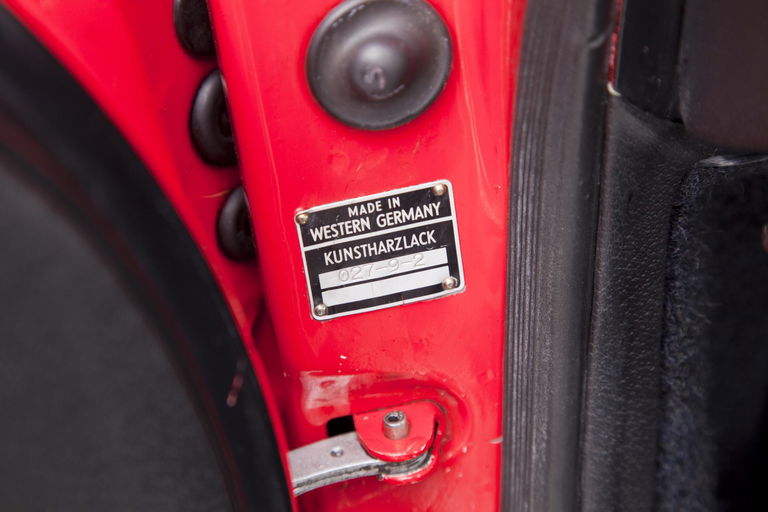 MADE IN
WESTERN GERMANY
KUNSTHARZLACK
027-9-2